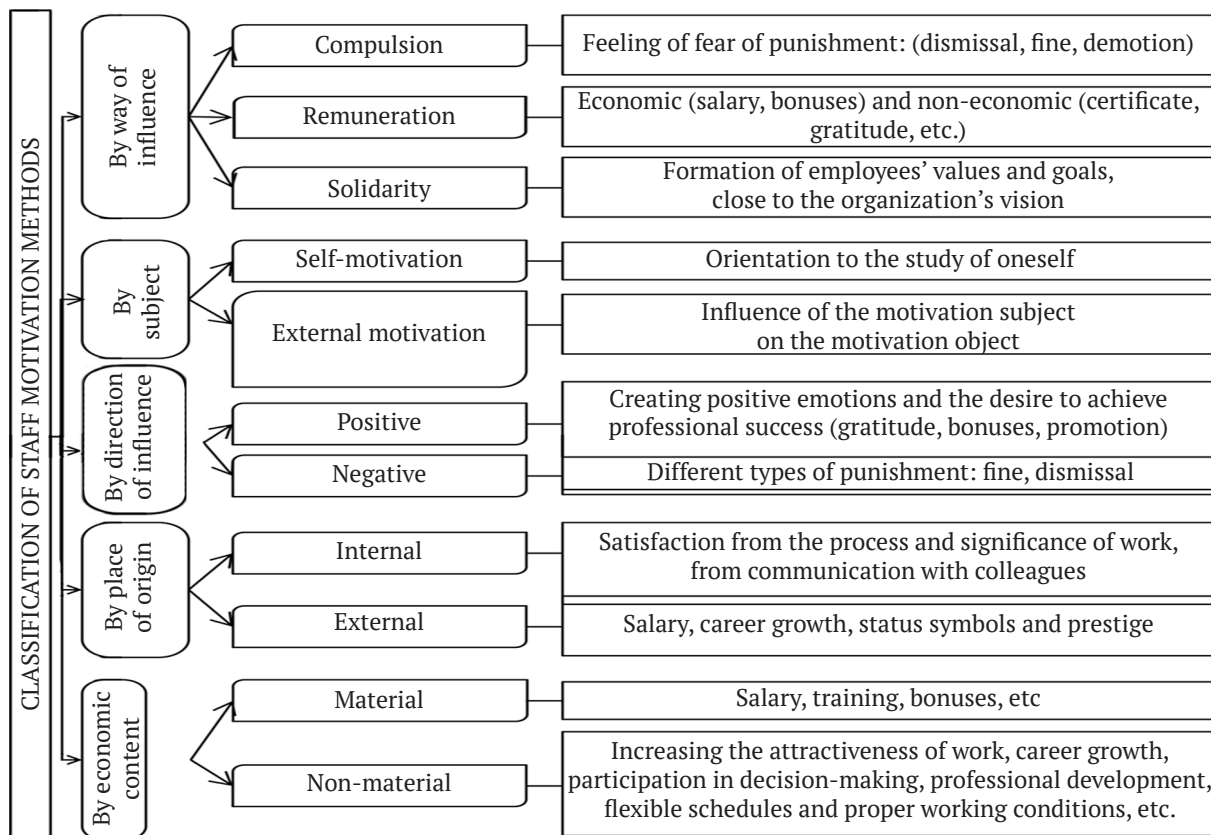 CLASSIFICATION OF STAFF MOTIVATION METHODS
By way of
influence
Compulsion
Feeling of fear of punishment: (dismissal, fine, demotion)
Remuneration
Economic (salary, bonuses) and non-economic (certificate,
gratitude, etc.)
Solidarity
Formation of employees’ values and goals,
close to the organization’s vision
By
subject
Self-motivation
Orientation to the study of oneself
External motivation
Influence of the motivation subject
on the motivation object
By direction
of influence
Positive
Creating positive emotions and the desire to achieve
professional success (gratitude, bonuses, promotion)
Negative
Different types of punishment: fine, dismissal
By place
of origin
Internal
Satisfaction from the process and significance of work,
from communication with colleagues
External
Salary, career growth, status symbols and prestige
By economic
content
Material
Salary, training, bonuses, etc
Non-material
Increasing the attractiveness of work, career growth,
participation in decision-making, professional development,
flexible schedules and proper working conditions, etc.